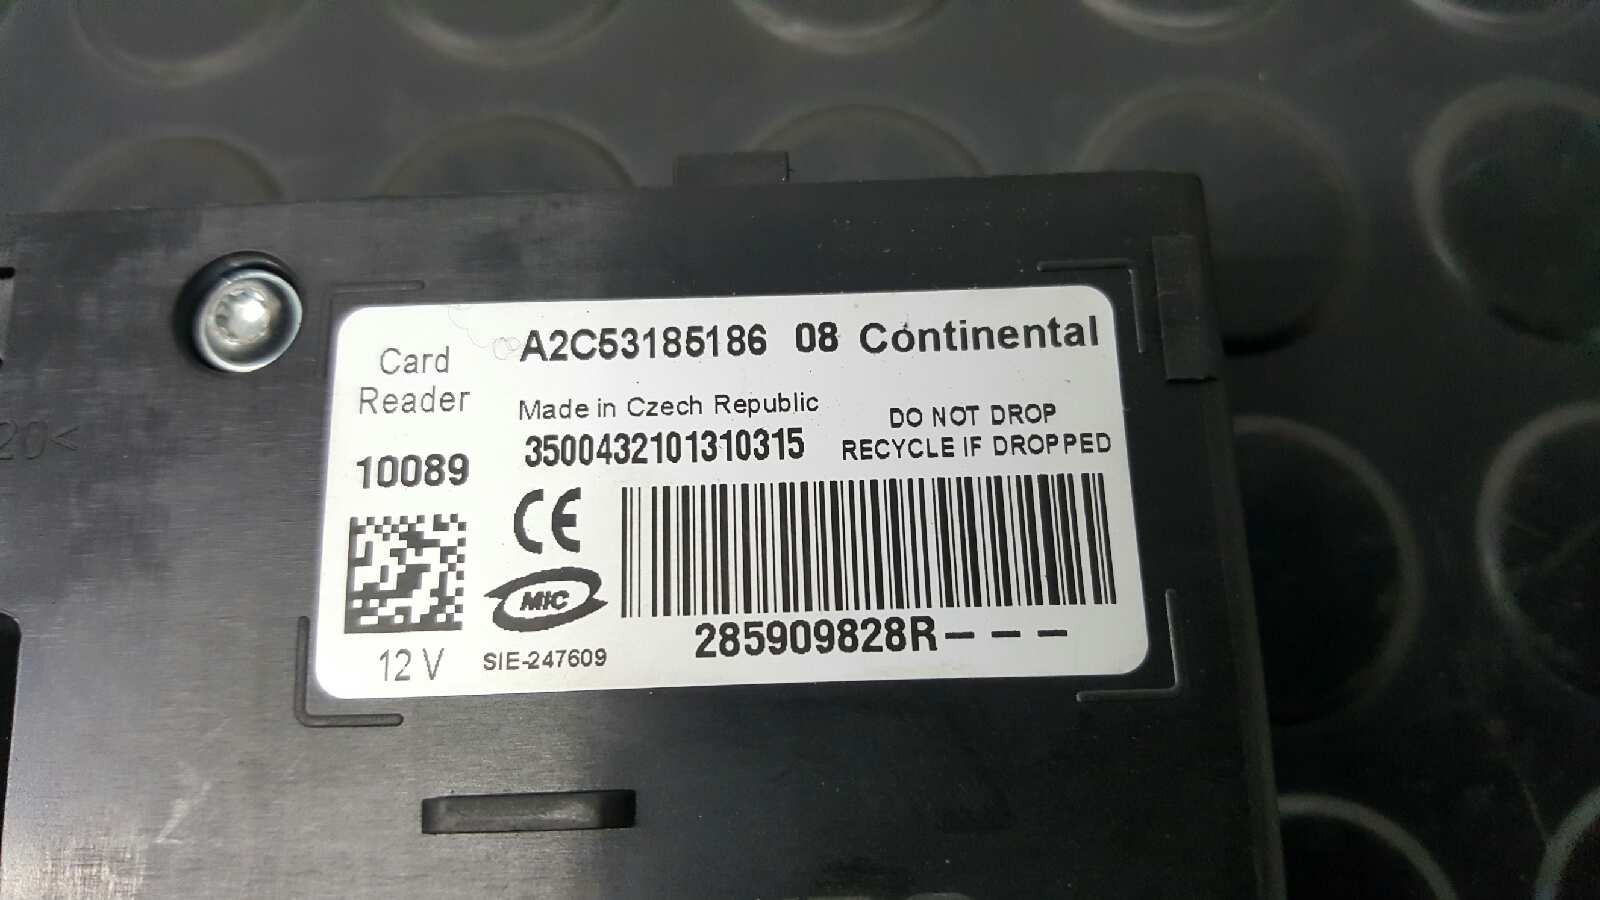 Card
Reader
10089
12 V
A2C53185186 08 Continental
Made in Czech Republic
3500432101310315
DO NOT DROP
RECYCLE IF DROPPED
CE
MIC
SIE-247609
285909828R---
20<